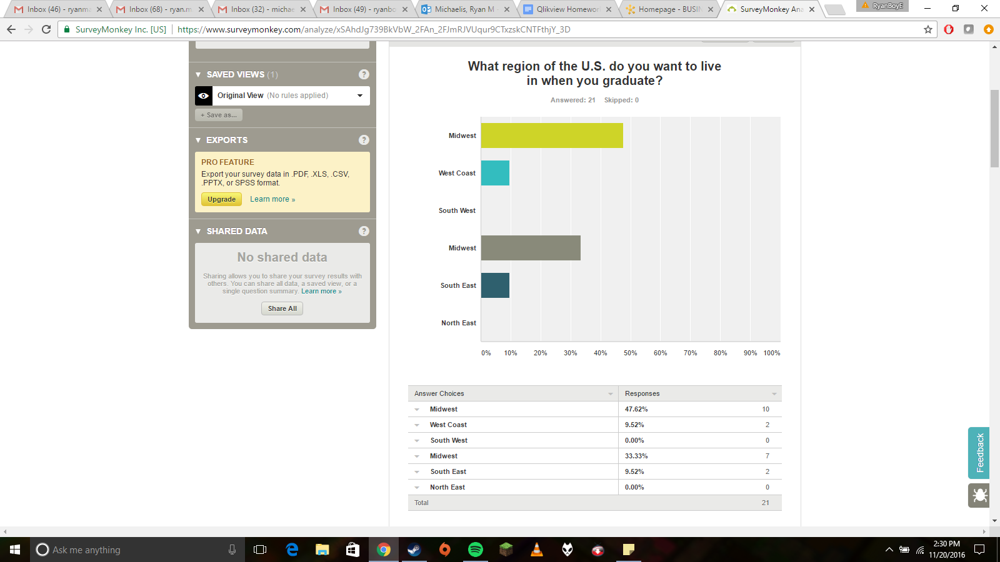 Inbox (46) - ryanma
Inbox (68) - ryan.m
Inbox (32) - michae
Inbox (49) - ryanbo
Michaelis, Ryan M
Qlikview Homewor
Homepage - BUSIN
SurveyMonkey Ana
RyanBoyE
SurveyMonkey Inc. [US]
https://www.surveymonkey.com/analyze/xSAhdJg739BkVbW_2FAn_2FJmRJVUqur9CTxzskCNTFthjY_3D
SAVED VIEWS (1)
?
Original View (No rules applied)
+ Save as...
EXPORTS
?
PRO FEATURE
Export your survey data in .PDF, .XLS, .CSV,
.PPTX, or SPSS format.
Upgrade
Learn more »
SHARED DATA
?
No shared data
Sharing allows you to share your survey results with
others. You can share all data, a saved view, or a
single question summary. Learn more »
Share All
What region of the U.S. do you want to live
in when you graduate?
Answered: 21 Skipped: 0
Midwest
West Coast
South West
Midwest
South East
North East
0% 10% 20% 30% 40% 50% 60% 70% 80% 90% 100%
Answer Choices Responses
Midwest 47.62% 10
West Coast 9.52% 2
South West 0.00% 0
Midwest 33.33% 7
South East 9.52% 2
North East 0.00% 0
Total 21
Feedback
Ask me anything
2:30 PM
11/20/2016